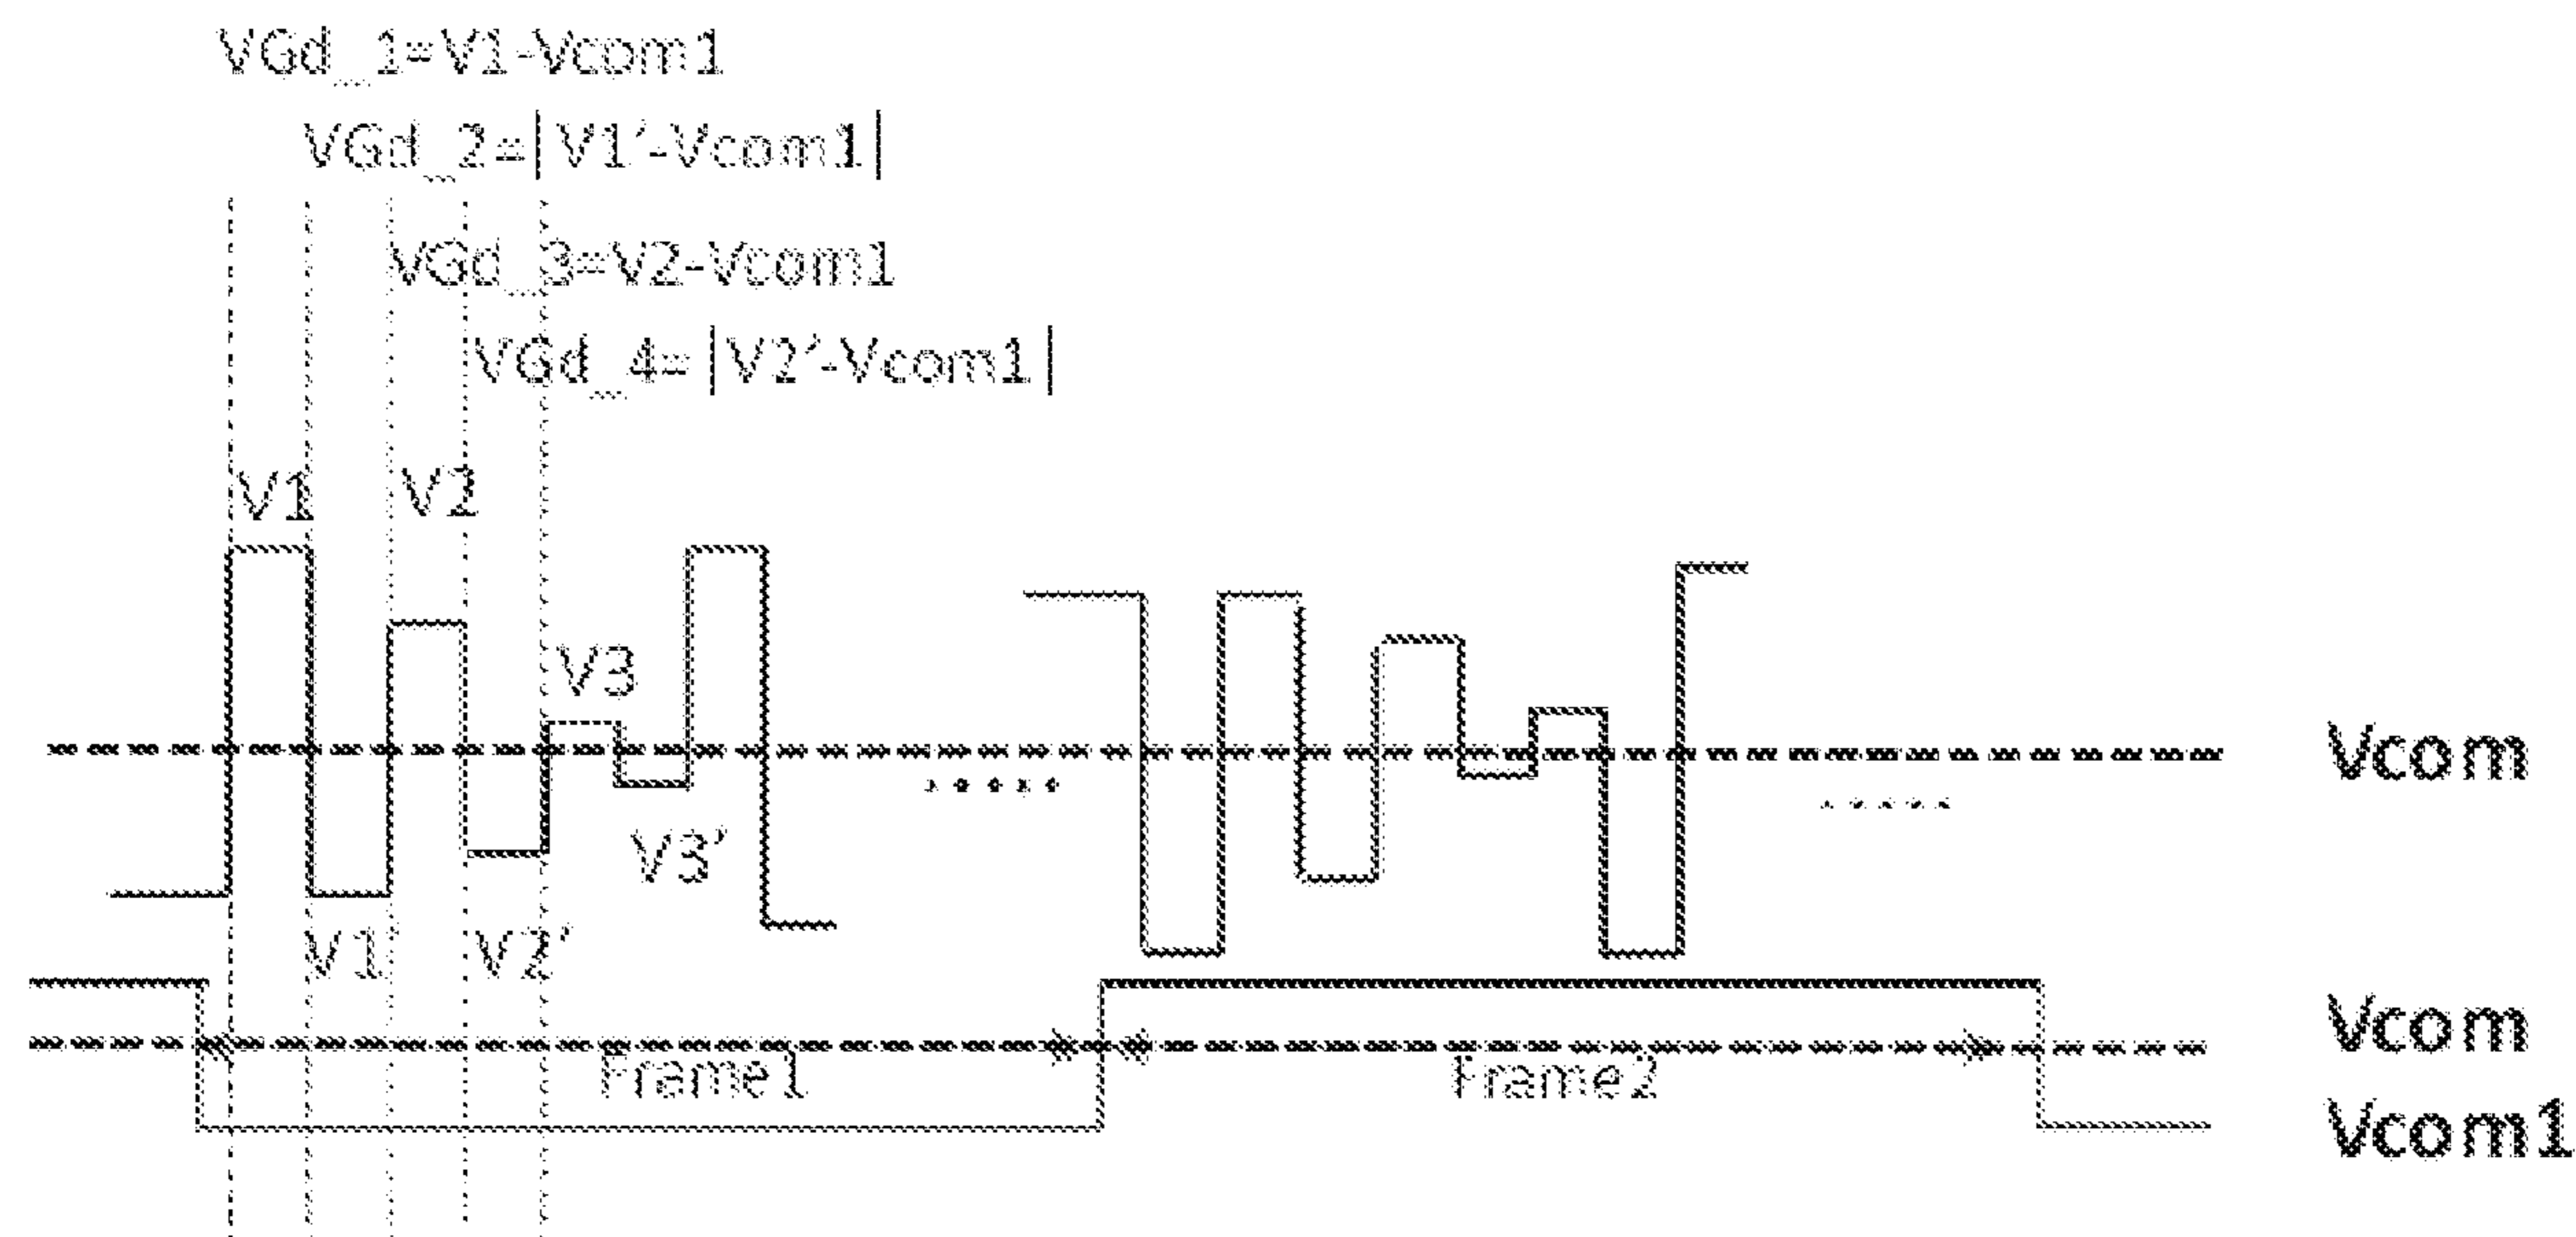 VGd_1=V1-Vcom1
VGd_2=|V1'-Vcom1|
VGd_3=V2-Vcom1
VGd_4=|V2'-Vcom1|
V1
V2
V3
Vcom
V3'
V1'
V2'
Vcom
Frame1
Frame2
Vcom1